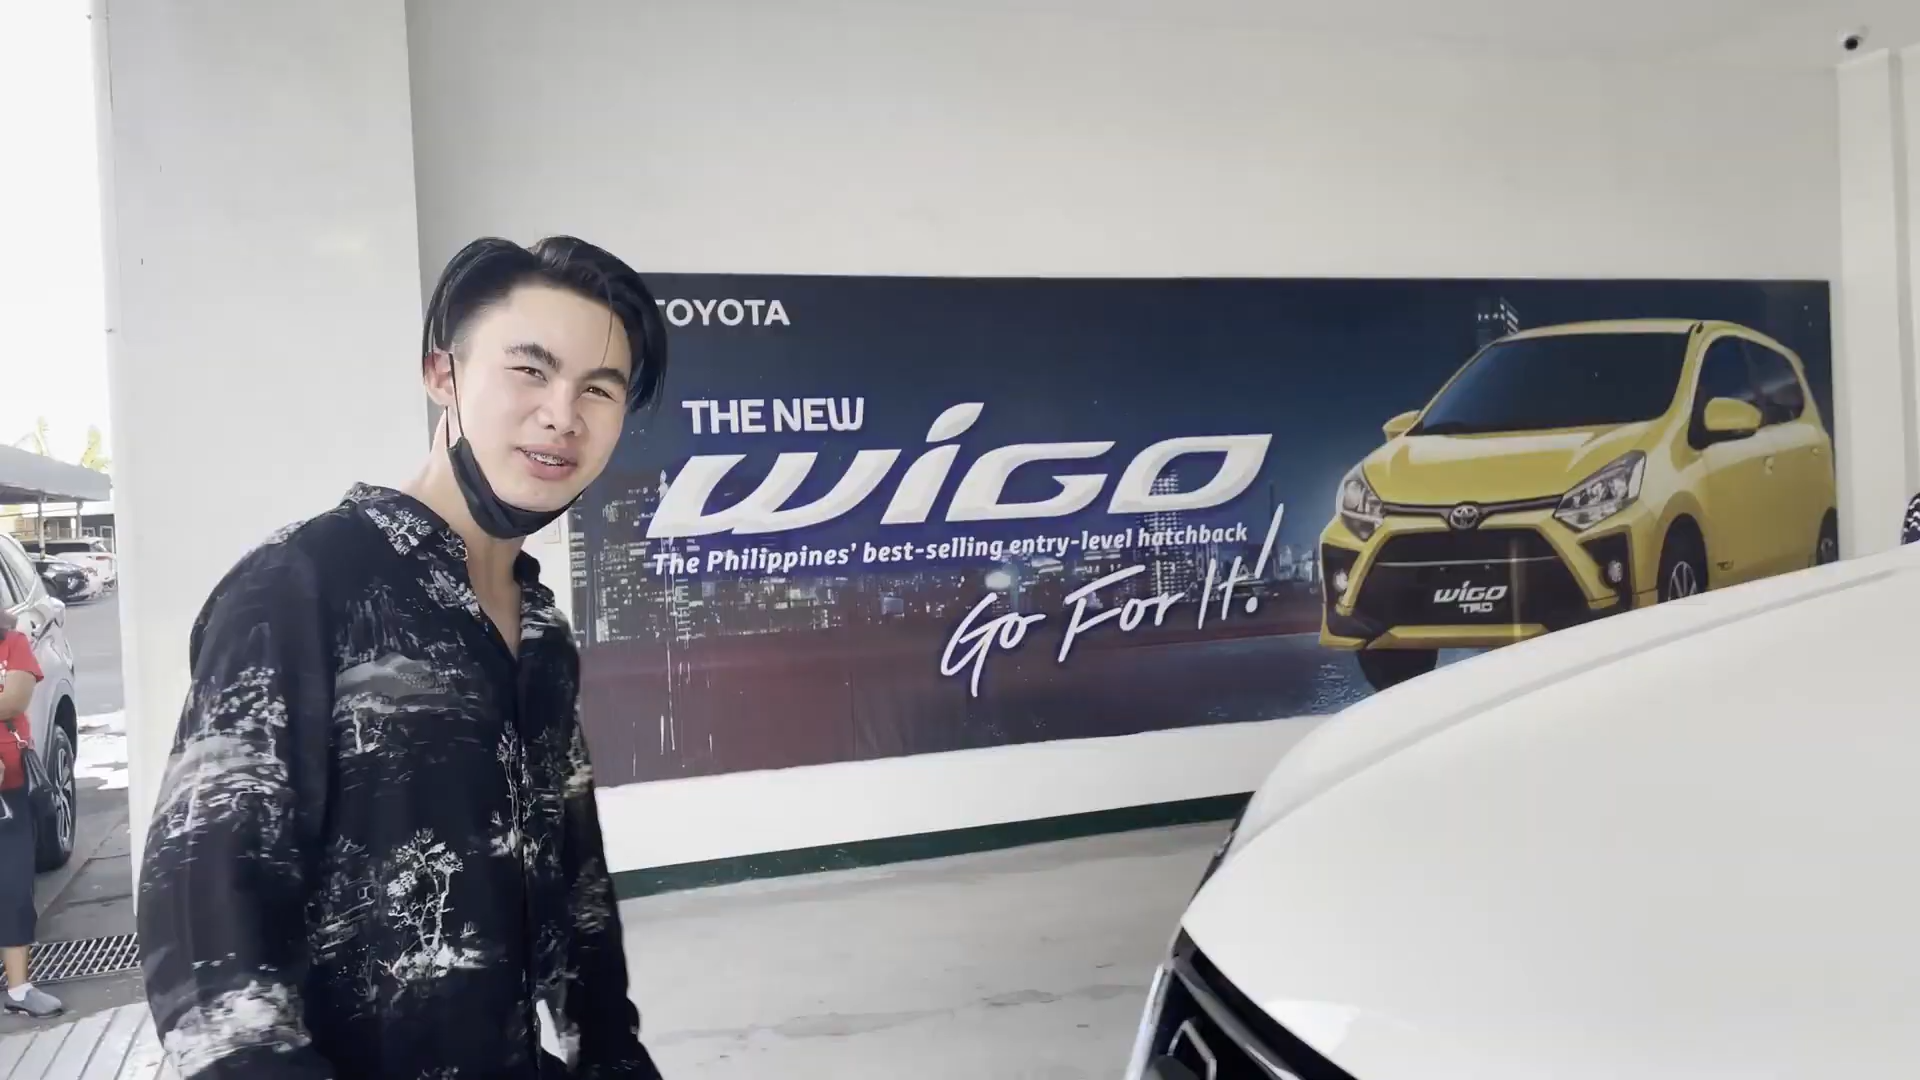 TOYOTA
THE NEW
WiGO
The Philippines' best-selling entry-level hatchback
Go For It!
WiGO
TRD